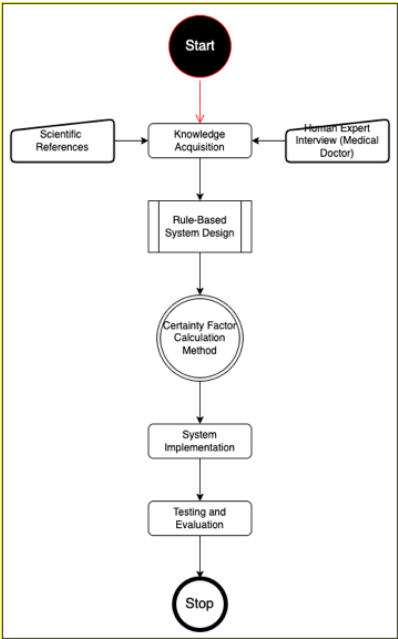 Start
Scientific
References
Knowledge
Acquisition
Human Expert
Interview (Medical
Doctor)
Rule-Based
System Design
Certainty Factor
Calculation
Method
System
Implementation
Testing and
Evaluation
Stop